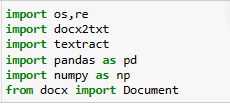 import os,re
import docx2txt
import textract
import pandas as pd
import numpy as np
from docx import Document